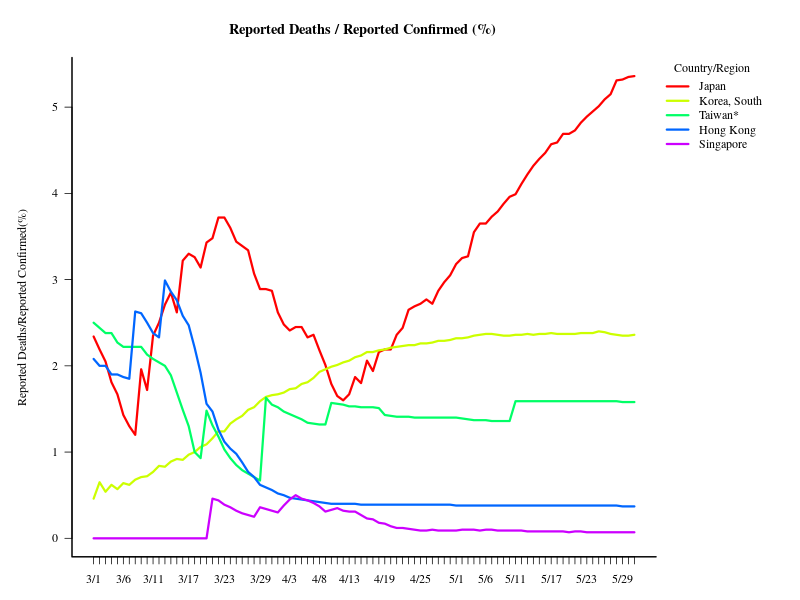 Reported Deaths / Reported Confirmed (%)
Country/Region
Japan
Korea, South
Taiwan*
Hong Kong
Singapore
Reported Deaths/Reported Confirmed(%)
5
4
3
2
1
0
3/1 3/6 3/11 3/17 3/23 3/29 4/3 4/8 4/13 4/19 4/25 5/1 5/6 5/11 5/17 5/23 5/29